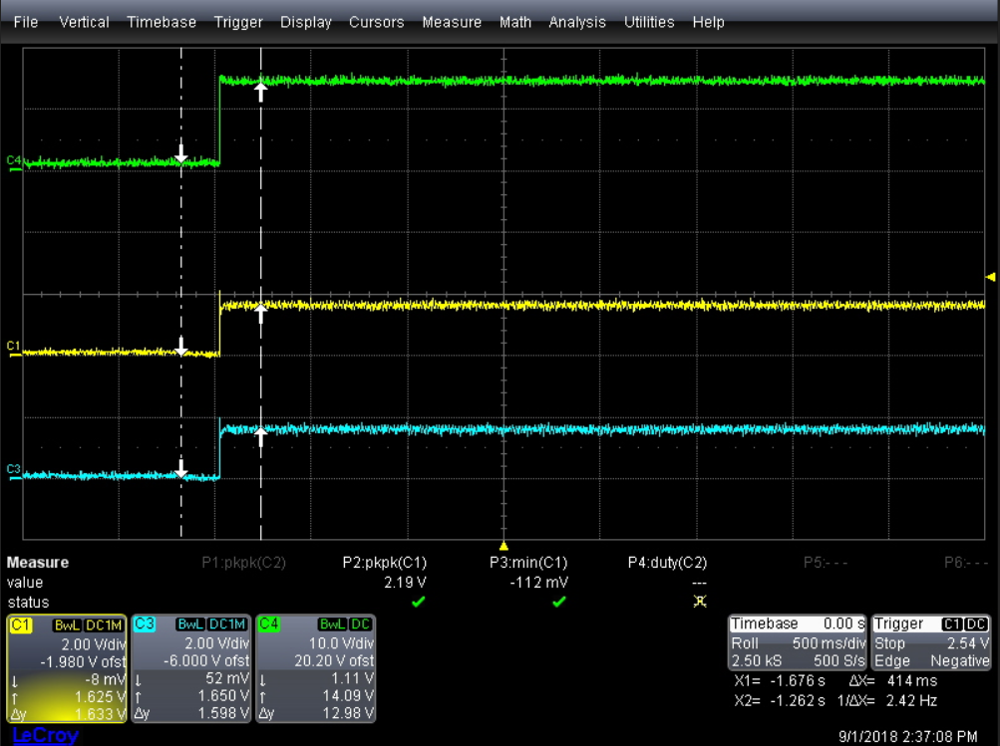 File Vertical Timebase Trigger Display Cursors Measure Math Analysis Utilities Help
C4
C1
C3
Measure P1:pkpk(C2) P2:pkpk(C1) P3:min(C1) P4:duty(C2) P5:--- P6:---
value 2.19 V -112 mV ---
status
C1 BwL DC1M
2.00 V/div
-1.980 V ofst
↓ -8 mV
↑ 1.625 V
Δy 1.633 V
C3 BwL DC1M
2.00 V/div
-6.000 V ofst
↓ 52 mV
↑ 1.650 V
Δy 1.598 V
C4 BwL DC
10.0 V/div
20.20 V ofst
↓ 1.11 V
↑ 14.09 V
Δy 12.98 V
Timebase 0.00 s
Roll 500 ms/div
2.50 kS 500 S/s
Trigger C1 DC
Stop 2.54 V
Edge Negative
X1= -1.676 s ΔX= 414 ms
X2= -1.262 s 1/ΔX= 2.42 Hz
LeCroy
9/1/2018 2:37:08 PM